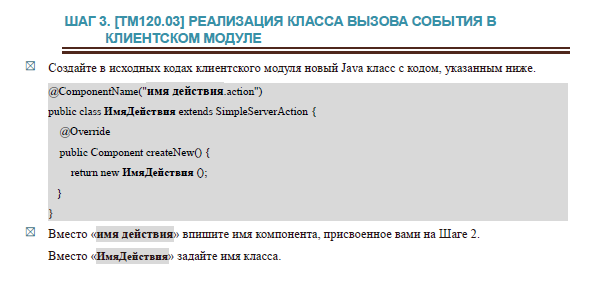 ШАГ 3. [TM120.03] РЕАЛИЗАЦИЯ КЛАССА ВЫЗОВА СОБЫТИЯ В
КЛИЕНТСКОМ МОДУЛЕ
Создайте в исходных кодах клиентского модуля новый Java класс с кодом, указанным ниже.
@ComponentName("имя действия.action")
public class ИмяДействия extends SimpleServerAction {
@Override
public Component createNew() {
return new ИмяДействия ();
}
}
Вместо «имя действия» впишите имя компонента, присвоенное вами на Шаге 2.
Вместо «ИмяДействия» задайте имя класса.